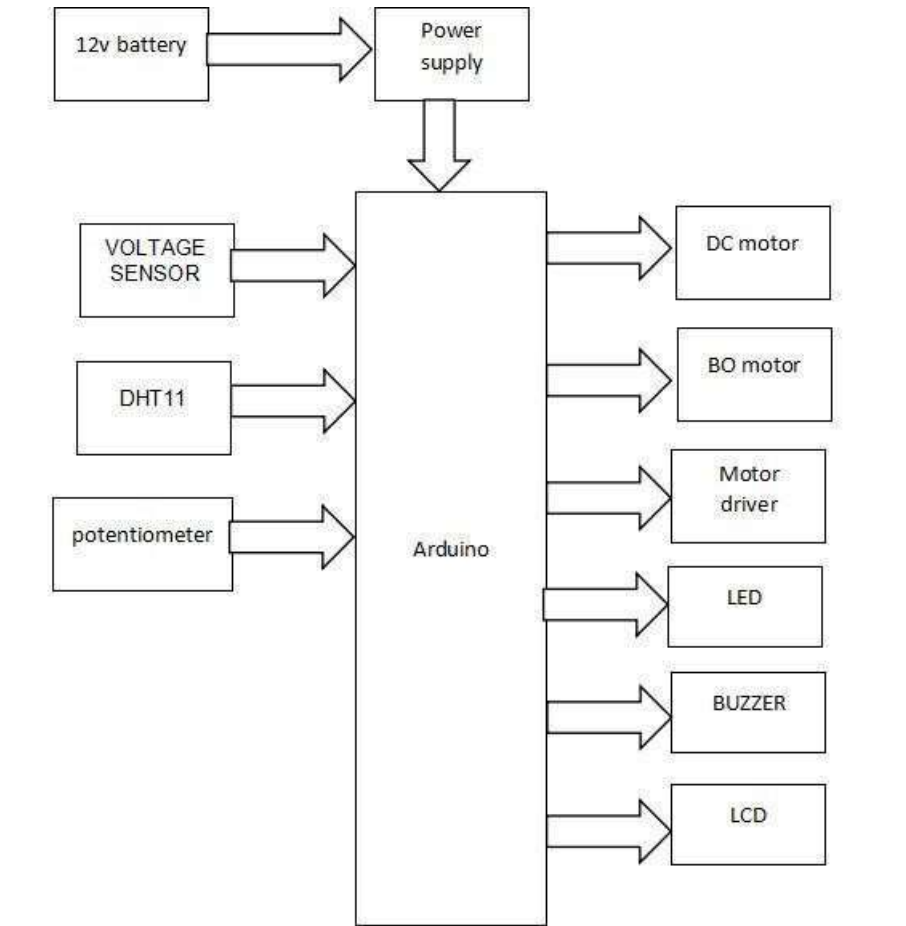 12v battery
Power
supply
VOLTAGE
SENSOR
DHT11
potentiometer
Arduino
DC motor
BO motor
Motor
driver
LED
BUZZER
LCD